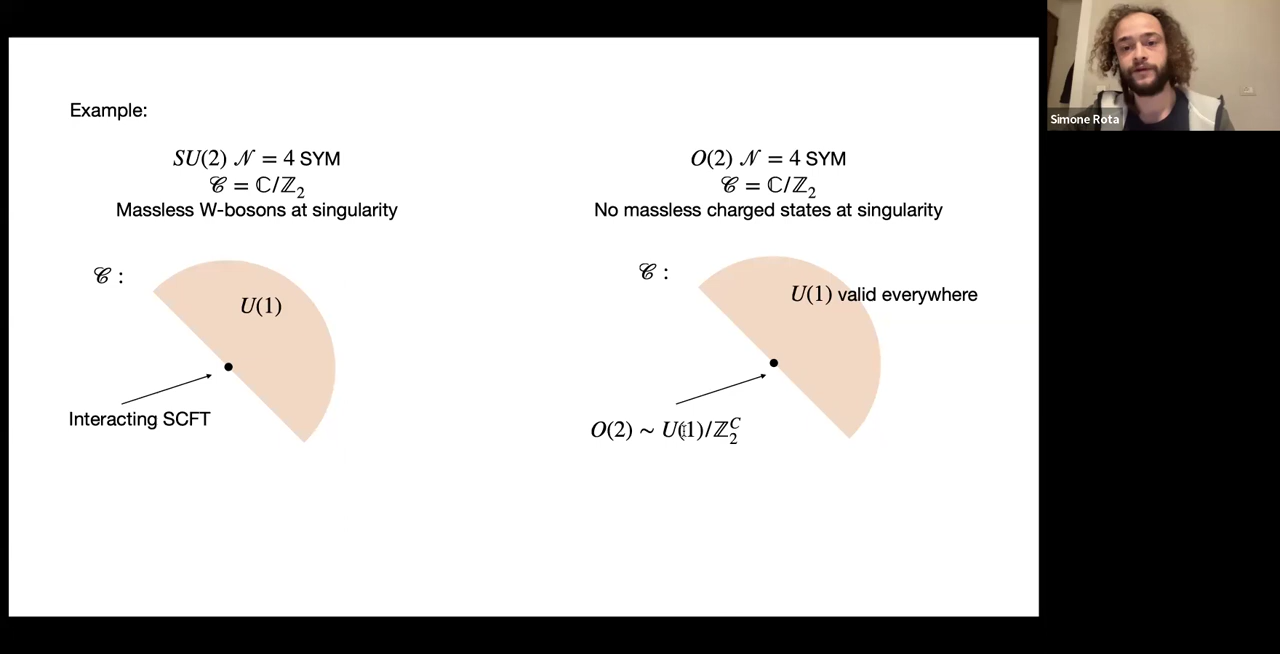 Example:
SU(2) 𝒩 = 4 SYM
𝒞 = ℂ/ℤ₂
Massless W-bosons at singularity
𝒞 :
U(1)
Interacting SCFT
O(2) 𝒩 = 4 SYM
𝒞 = ℂ/ℤ₂
No massless charged states at singularity
𝒞 :
U(1) valid everywhere
O(2) ~ U(1)/ℤ₂ᶜ
Simone Rota